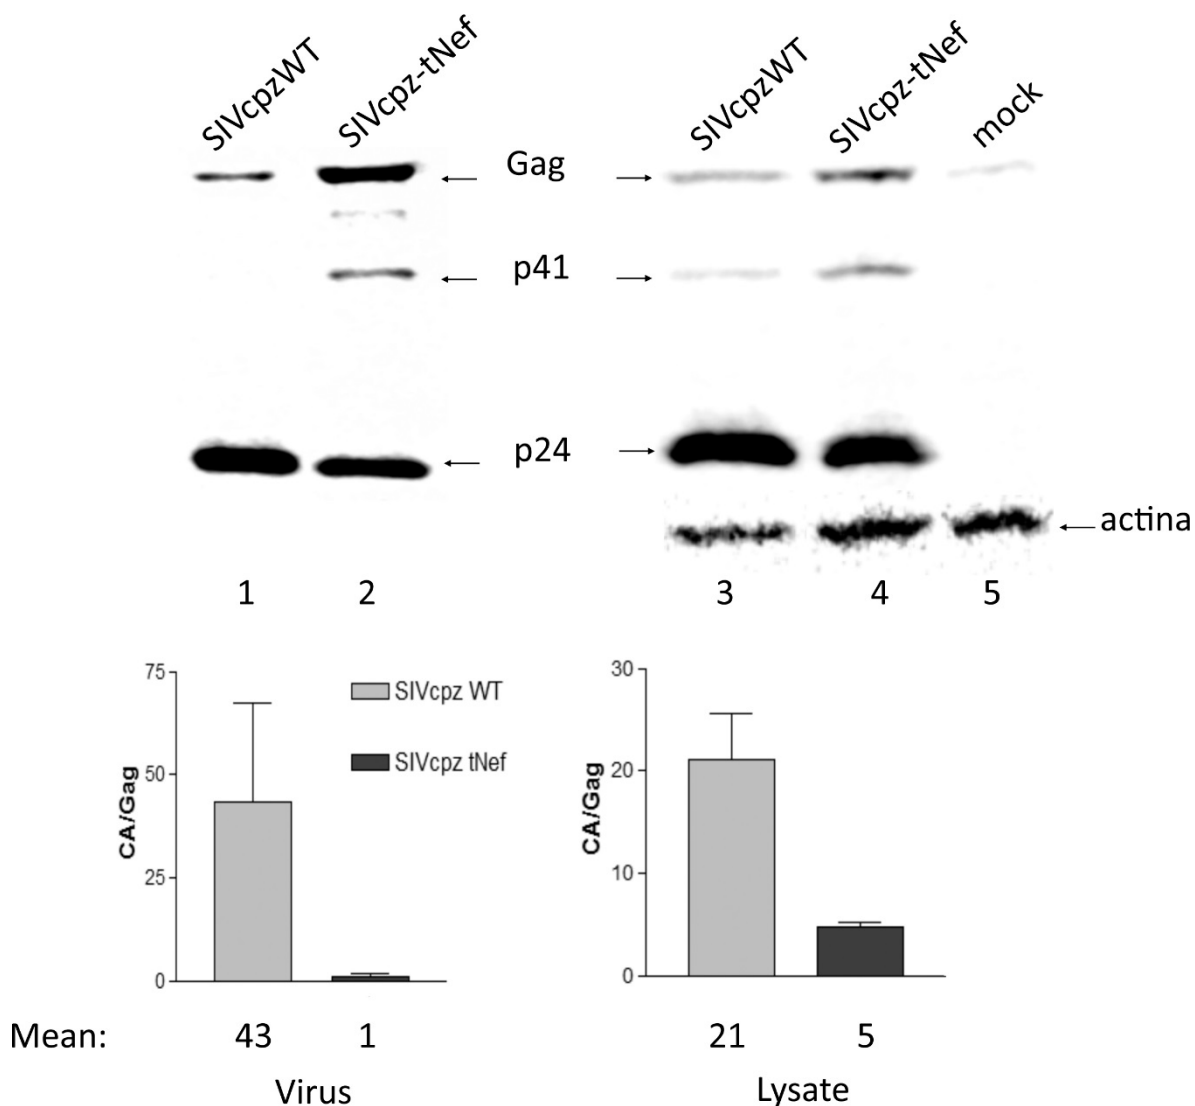 SIVcpzWT
SIVcpz-tNef
SIVcpzWT
SIVcpz-tNef
mock
Gag
p41
p24
actina
1 2 3 4 5
75
50
25
0
CA/Gag
SIVcpz WT
SIVcpz tNef
30
20
10
0
CA/Gag
Mean: 43 1 21 5
Virus Lysate